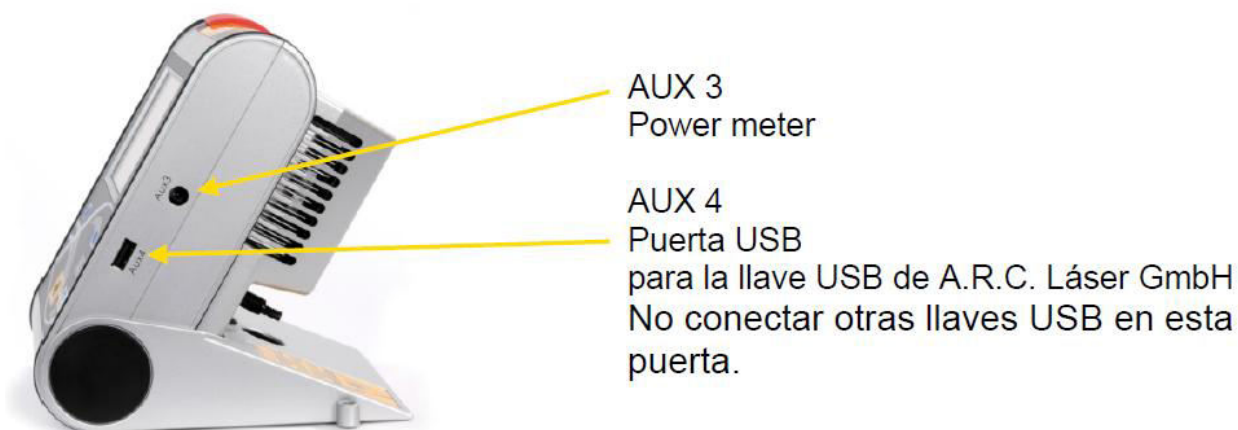 AUX 3
Power meter
AUX 4
Puerta USB
para la llave USB de A.R.C. Láser GmbH
No conectar otras llaves USB en esta
puerta.
Aux3
Aux4